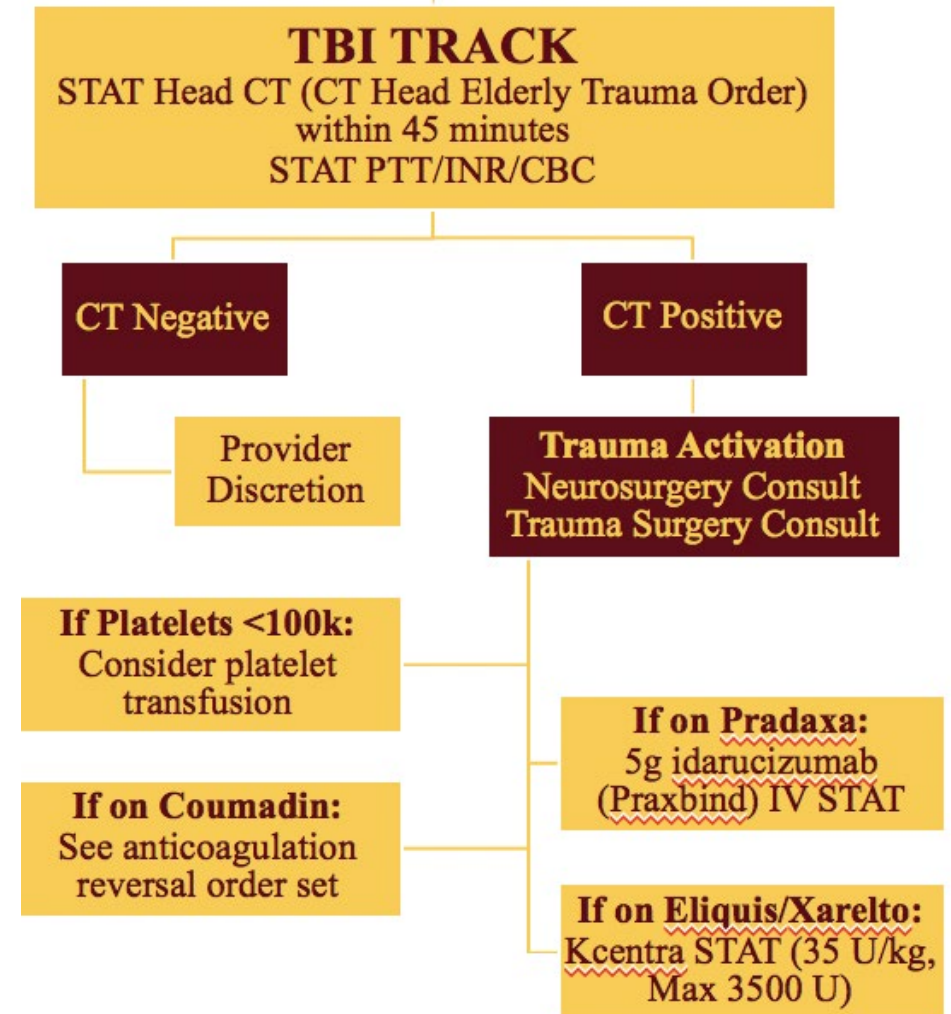 TBI TRACK
STAT Head CT (CT Head Elderly Trauma Order)
within 45 minutes
STAT PTT/INR/CBC
CT Negative
CT Positive
Provider
Discretion
Trauma Activation
Neurosurgery Consult
Trauma Surgery Consult
If Platelets <100k:
Consider platelet
transfusion
If on Pradaxa:
5g idarucizumab
(Praxbind) IV STAT
If on Coumadin:
See anticoagulation
reversal order set
If on Eliquis/Xarelto:
Kcentra STAT (35 U/kg,
Max 3500 U)